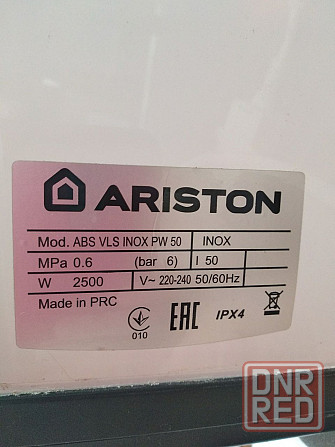 ARISTON
Mod. ABS VLS INOX PW 50 INOX
MPa 0.6 (bar 6) l 50
W 2500 V~ 220-240 50/60Hz
Made in PRC
010 EAC IPX4
DNR
RED